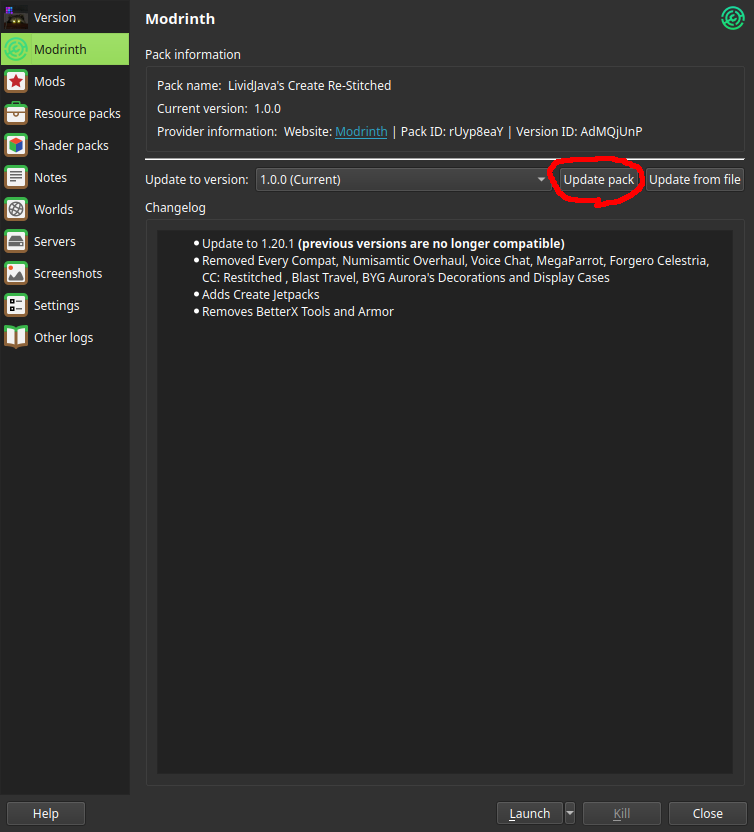 Version
Modrinth
Mods
Resource packs
Shader packs
Notes
Worlds
Servers
Screenshots
Settings
Other logs
Modrinth
Pack information
Pack name: LividJava's Create Re-Stitched
Current version: 1.0.0
Provider information: Website: Modrinth | Pack ID: rUyp8eaY | Version ID: AdMQjUnP
Update to version: 1.0.0 (Current) Update pack Update from file
Changelog
• Update to 1.20.1 (previous versions are no longer compatible)
• Removed Every Compat, Numisamtic Overhaul, Voice Chat, MegaParrot, Forgero Celestria,
CC: Restitched , Blast Travel, BYG Aurora's Decorations and Display Cases
• Adds Create Jetpacks
• Removes BetterX Tools and Armor
Help Launch Kill Close